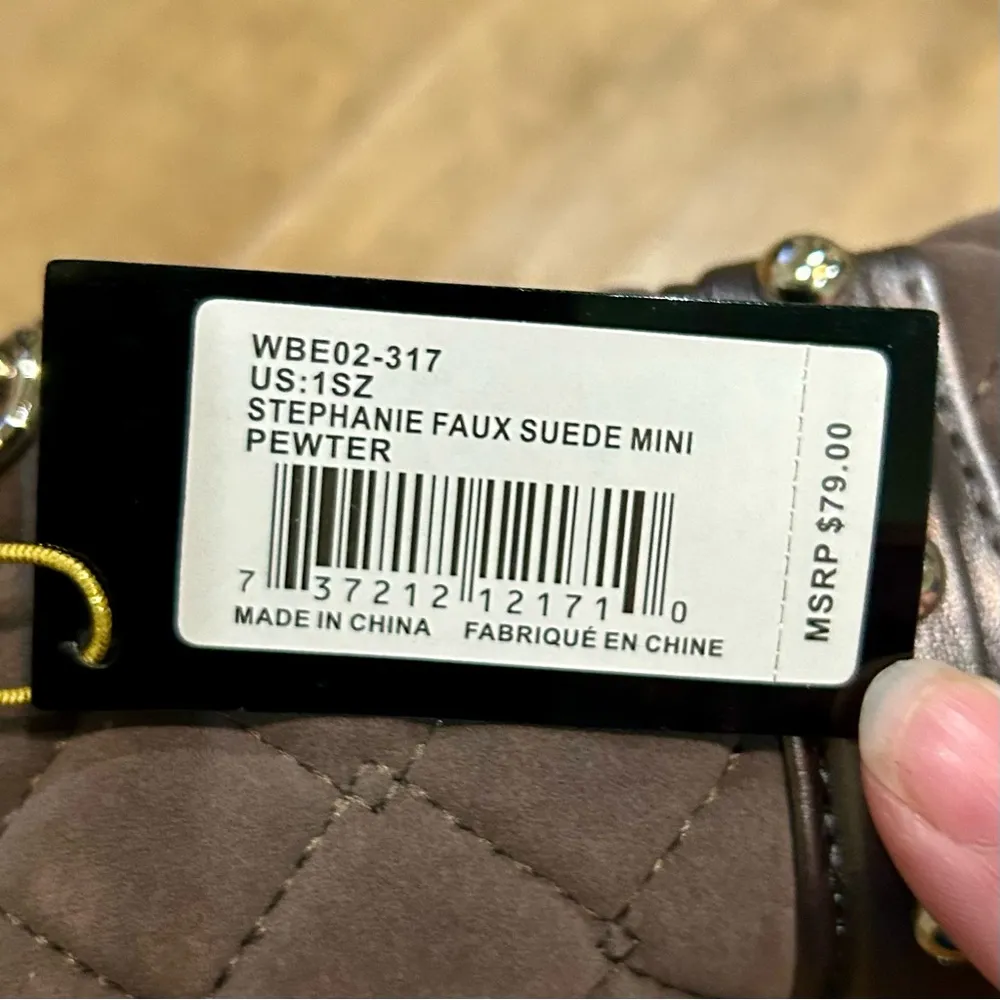 WBE02-317
US:1SZ
STEPHANIE FAUX SUEDE MINI
PEWTER
7 37212 12171 0
MADE IN CHINA FABRIQUÉ EN CHINE
MSRP $79.00